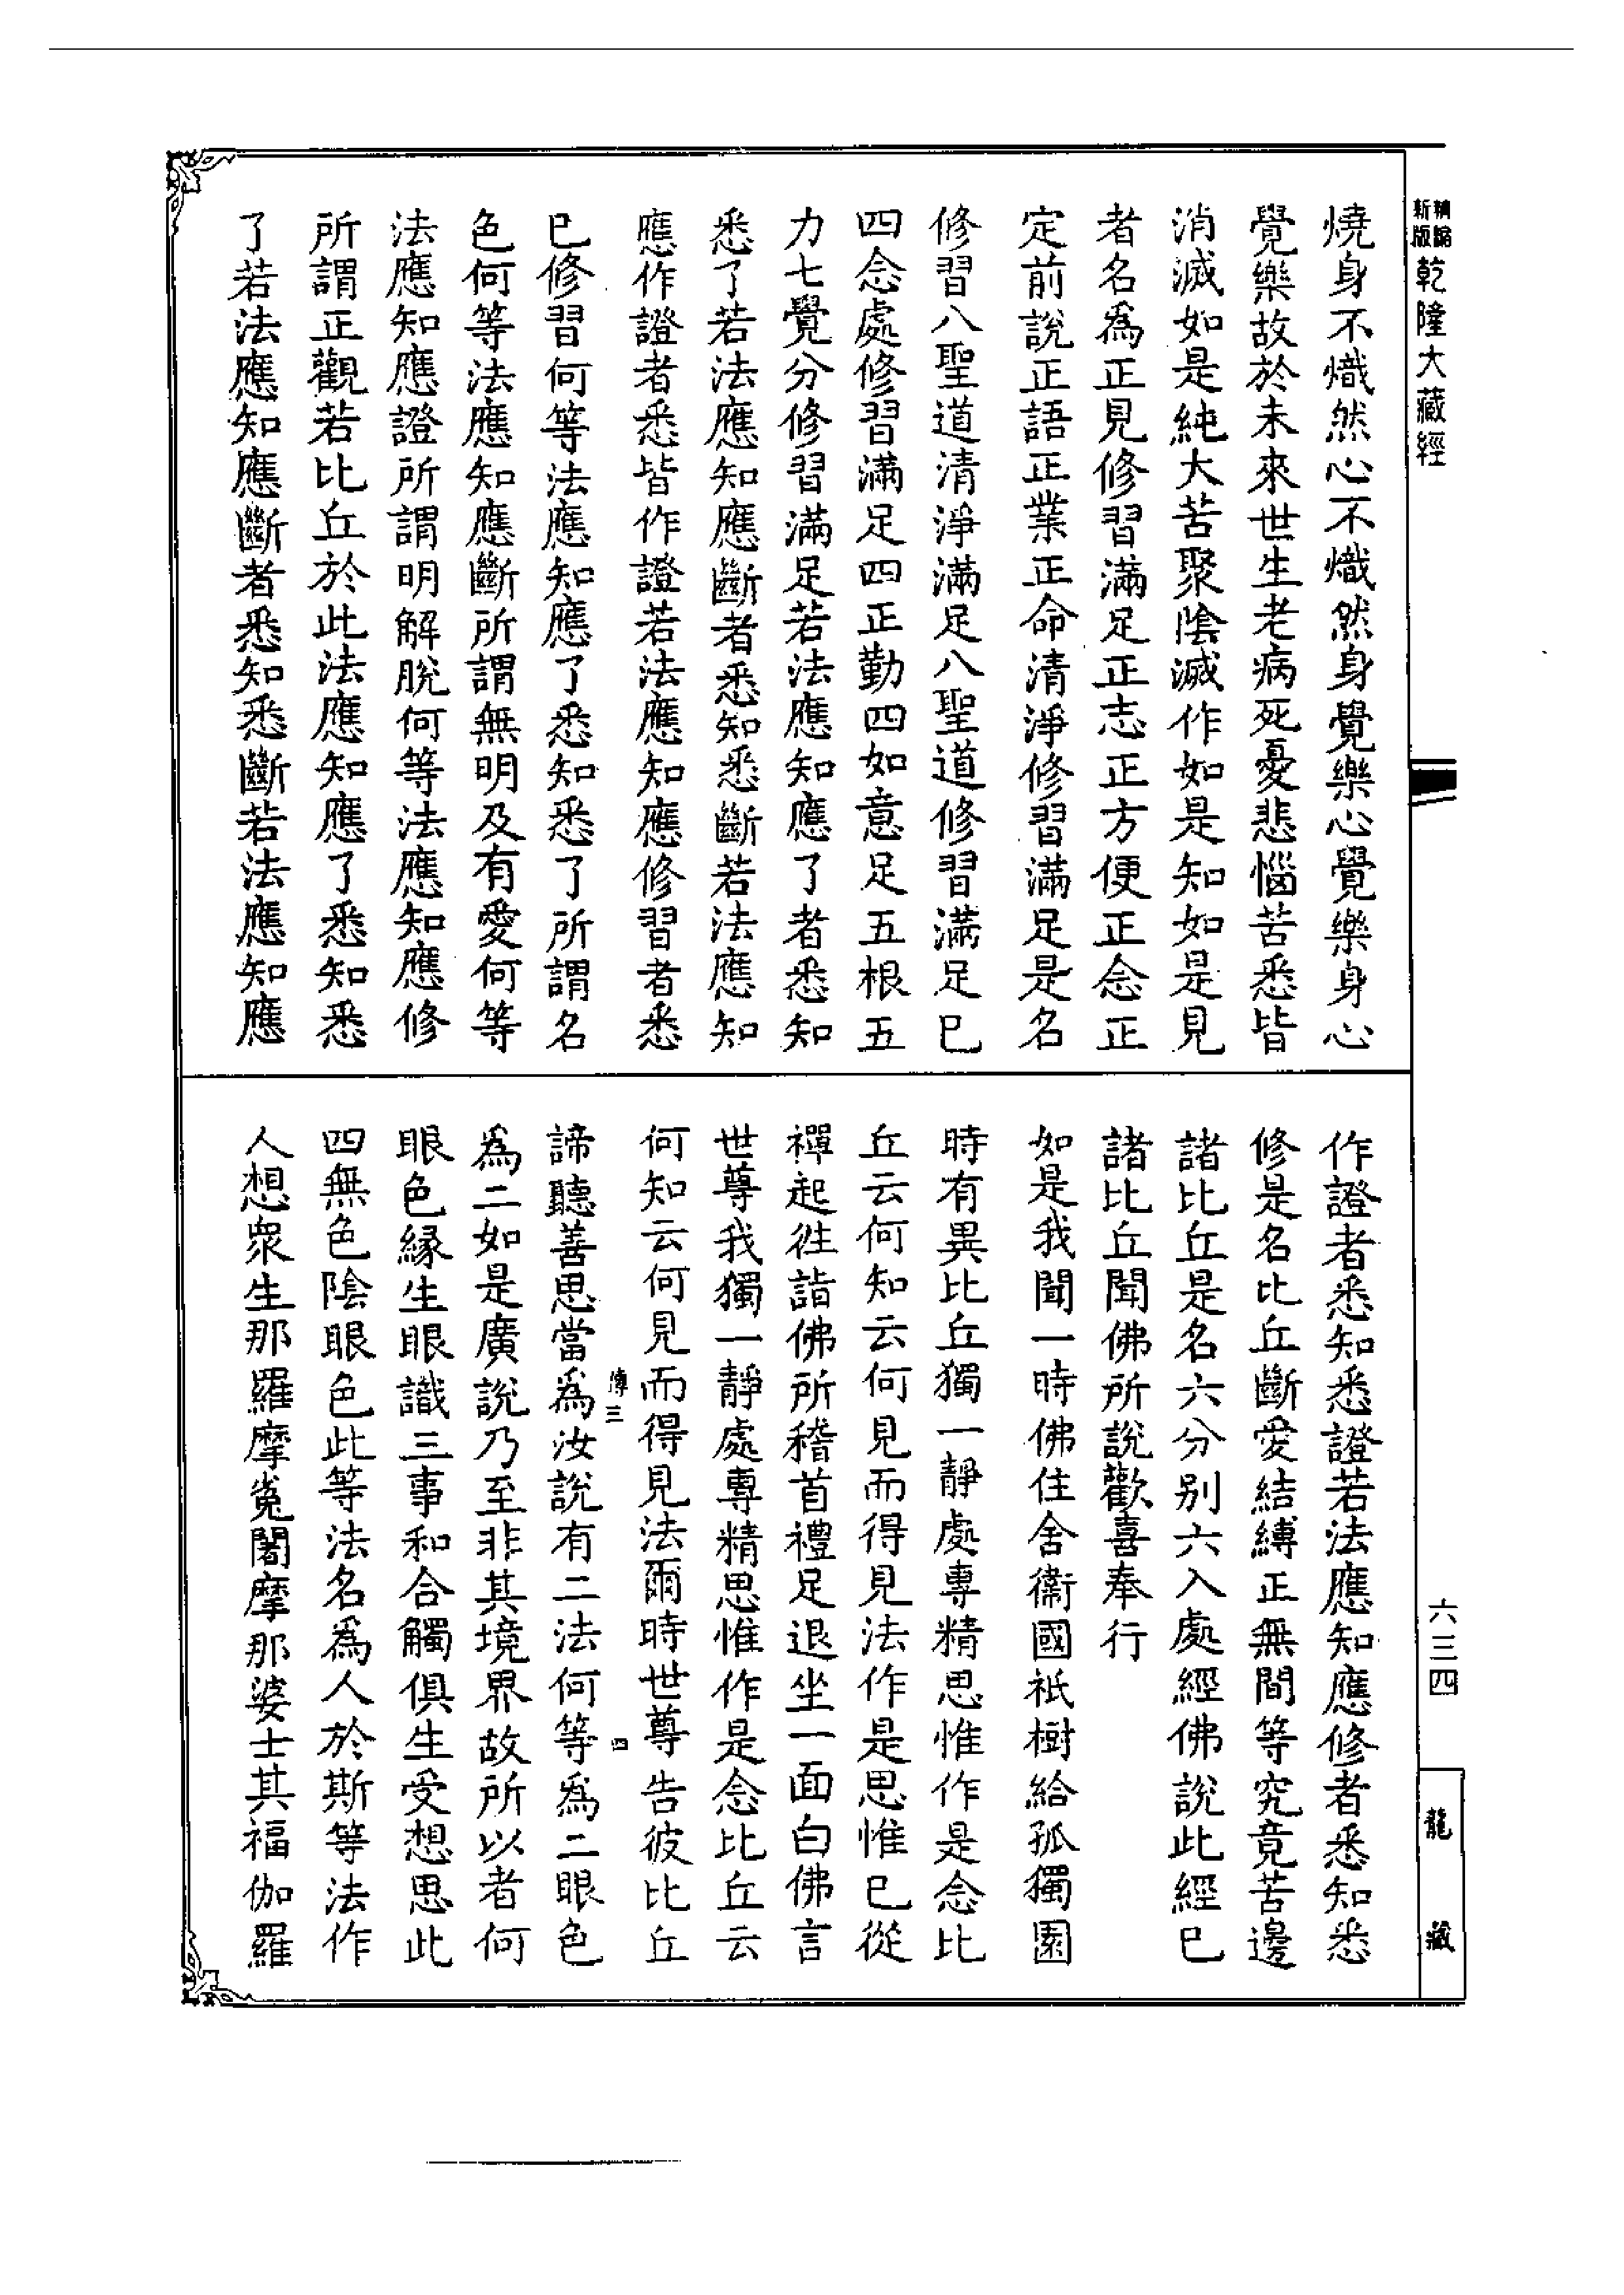 新編縮版乾隆大藏經
燒身不熾然心不熾然身覺樂心覺樂身心
覺樂故於未來世生老病死憂悲惱苦悉皆
消滅如是純大苦聚陰滅作如是知如是見
者名為正見修習滿足正志正方便正念正
定前說正語正業正命清淨修習滿足是名
修習八聖道清淨滿足八聖道修習滿足已
四念處修習滿足四正勤四如意足五根五
力七覺分修習滿足若法應知應了者悉知
悉了若法應知應斷者悉知悉斷若法應知
應作證者悉皆作證若法應知應修習者悉
已修習何等法應知應了悉知悉了所謂名
色何等法應知應斷所謂無明及有愛何等
法應知應證所謂明解脫何等法應知應修
所謂正觀若比丘於此法應知應了悉知悉
了若法應知應斷者悉知悉斷若法應知應
作證者悉知悉證若法應知應修者悉知悉
修是名比丘斷愛結縛正無間等究竟苦邊
諸比丘是名六分別六入處經佛說此經已
諸比丘聞佛所說歡喜奉行
如是我聞一時佛住舍衞國祇樹給孤獨園
時有異比丘獨一靜處專精思惟作是念比
丘云何知云何見而得見法作是思惟已從
禪起往詣佛所稽首禮足退坐一面白佛言
世尊我獨一靜處專精思惟作是念比丘云
何知云何見而得見法爾時世尊告彼比丘
傳三
四
諦聽善思當為汝說有二法何等為二眼色
為二如是廣說乃至非其境界故所以者何
眼色緣生眼識三事和合觸俱生受想思此
四無色陰眼色此等法名為人於斯等法作
人想眾生那羅摩㝹闍摩那婆士其福伽羅
六三四
龍藏